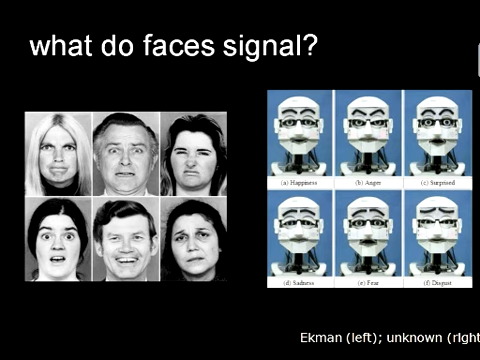 what do faces signal?
(a) Happiness
(b) Anger
(c) Surprised
(d) Sadness
(e) Fear
(f) Disgust
Ekman (left); unknown (right